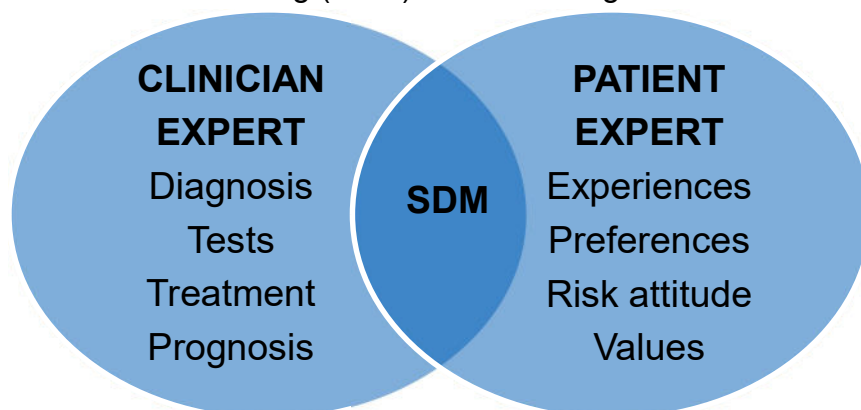 CLINICIAN
EXPERT
Diagnosis
Tests
Treatment
Prognosis
SDM
PATIENT
EXPERT
Experiences
Preferences
Risk attitude
Values